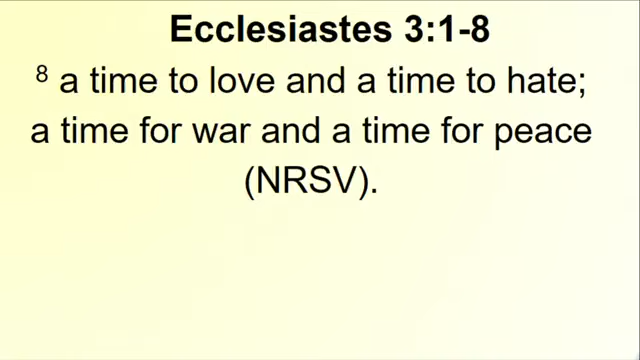 Ecclesiastes 3:1-8
⁸ a time to love and a time to hate;
a time for war and a time for peace
(NRSV).